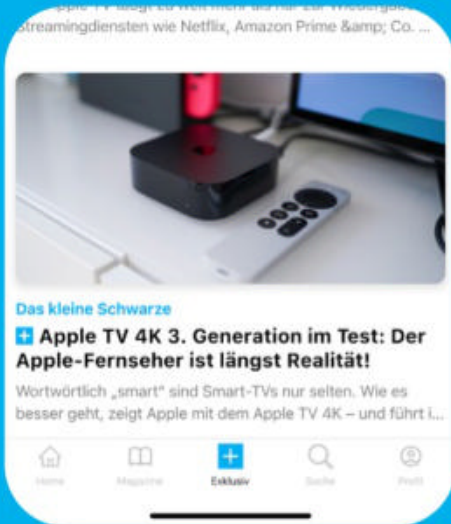 Streamingdiensten wie Netflix, Amazon Prime &amp; Co. ...
Das kleine Schwarze
Apple TV 4K 3. Generation im Test: Der
Apple-Fernseher ist längst Realität!
Wortwörtlich „smart“ sind Smart-TVs nur selten. Wie es
besser geht, zeigt Apple mit dem Apple TV 4K – und führt i...
Home Magazine Exklusiv Suche Profil